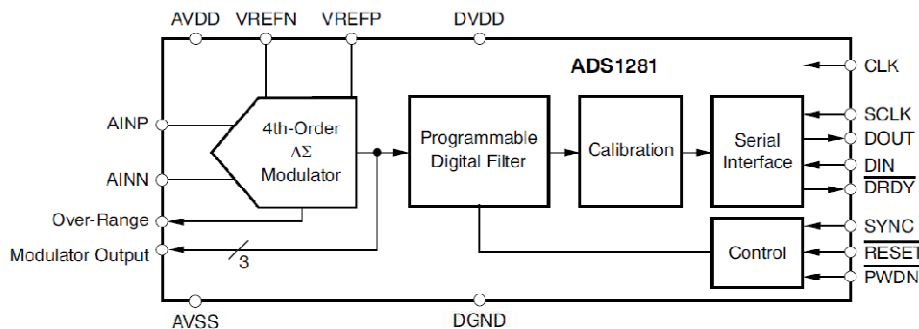 AVDD VREFN VREFP DVDD
ADS1281
CLK
AINP
4th-Order
ΔΣ
Modulator
AINN
Programmable
Digital Filter
Calibration
Serial
Interface
SCLK
DOUT
DIN
DRDY
Over-Range
Modulator Output
3
Control
SYNC
RESET
PWDN
AVSS DGND